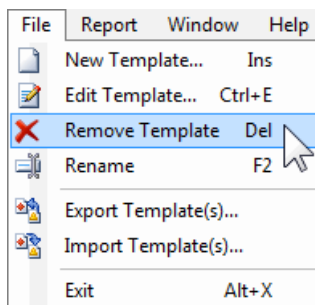 File Report Window Help
New Template... Ins
Edit Template... Ctrl+E
Remove Template Del
Rename F2
Export Template(s)...
Import Template(s)...
Exit Alt+X